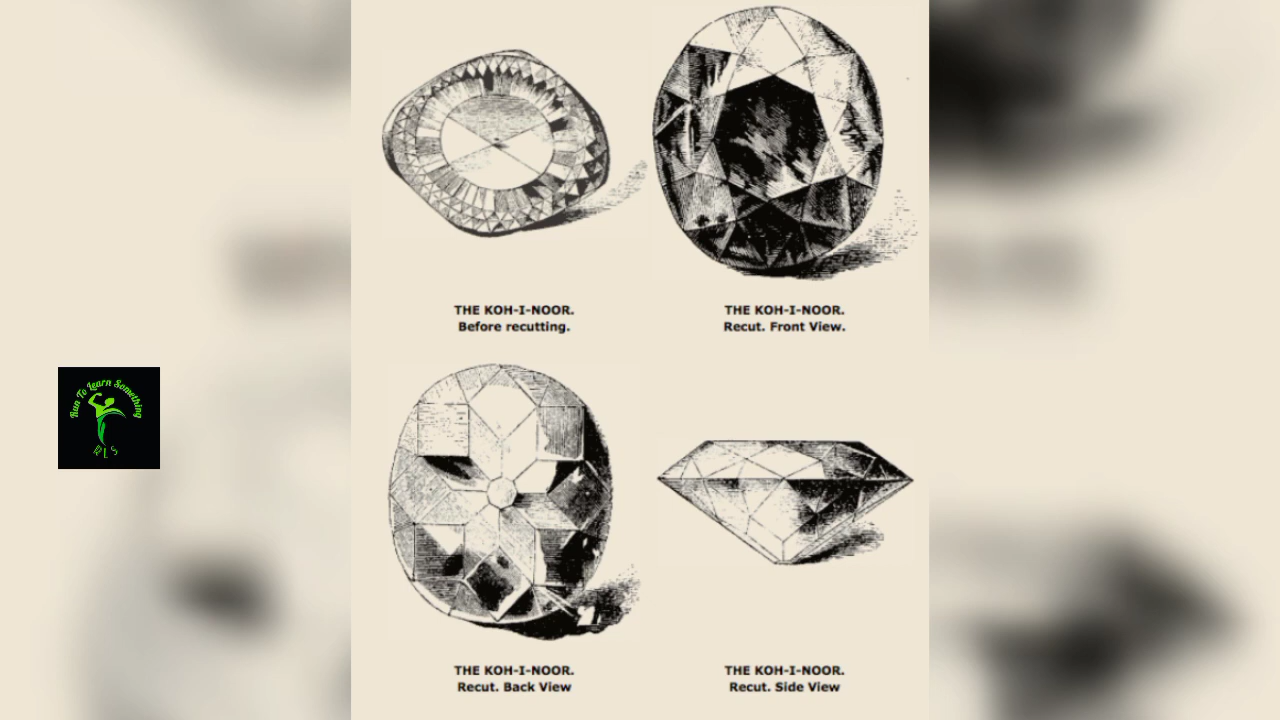 THE KOH-I-NOOR.
Before recutting.
THE KOH-I-NOOR.
Recut. Front View.
Run To Learn Something
RLS
THE KOH-I-NOOR.
Recut. Back View
THE KOH-I-NOOR.
Recut. Side View